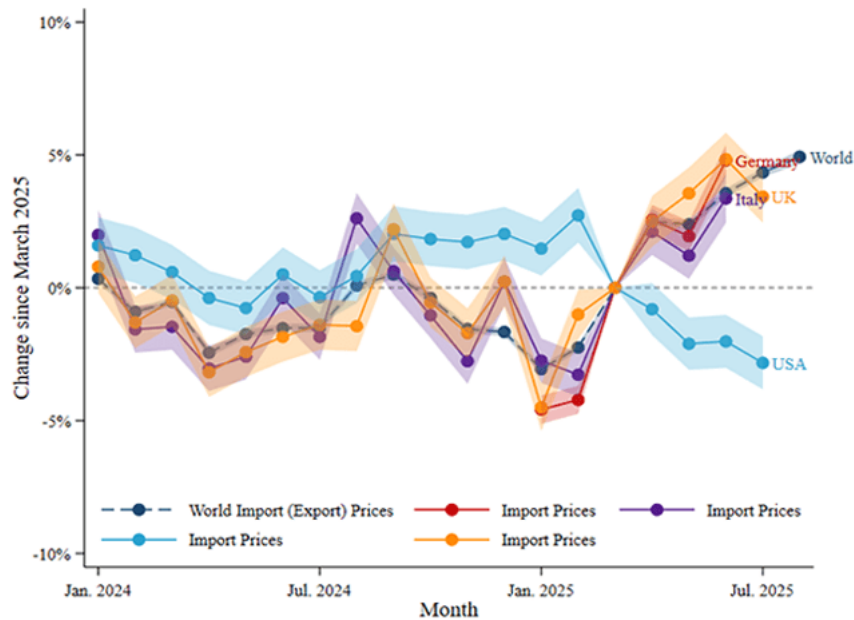 10%
5%
0%
-5%
-10%
Change since March 2025
Germany
World
Italy
UK
USA
World Import (Export) Prices
Import Prices
Import Prices
Import Prices
Import Prices
Jan. 2024
Jul. 2024
Jan. 2025
Jul. 2025
Month